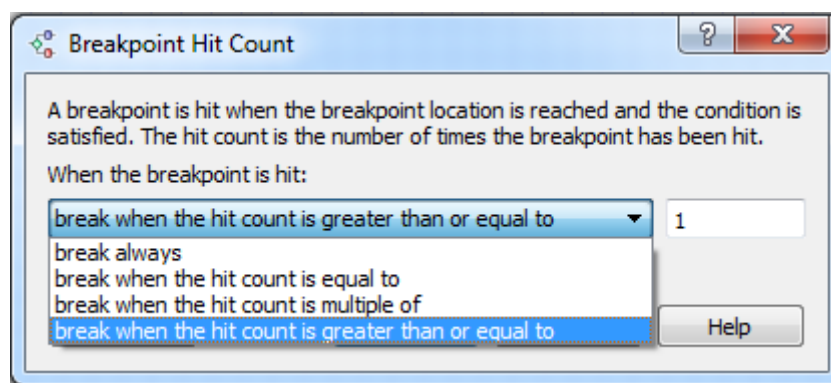 Breakpoint Hit Count
A breakpoint is hit when the breakpoint location is reached and the condition is
satisfied. The hit count is the number of times the breakpoint has been hit.
When the breakpoint is hit:
break when the hit count is greater than or equal to 1
break always
break when the hit count is equal to
break when the hit count is multiple of
break when the hit count is greater than or equal to
Help